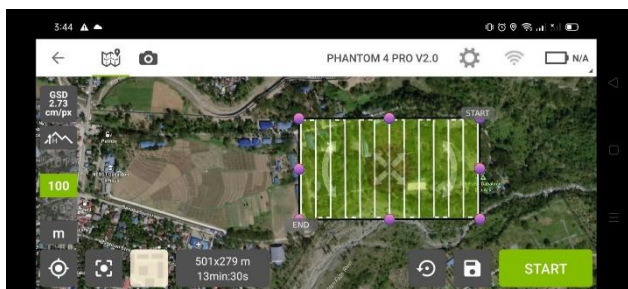 3:44
PHANTOM 4 PRO V2.0
N/A
GSD
2.73
cm/px
START
H
100
END
m
501x279 m
13min:30s
START